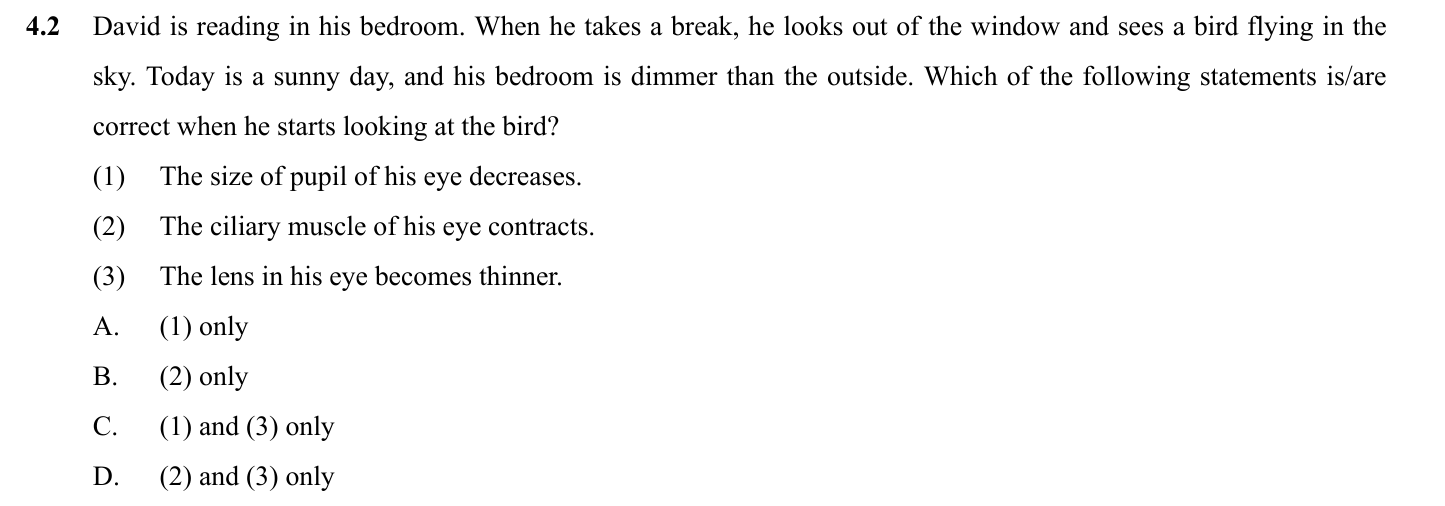 4.2 David is reading in his bedroom. When he takes a break, he looks out of the window and sees a bird flying in the
sky. Today is a sunny day, and his bedroom is dimmer than the outside. Which of the following statements is/are
correct when he starts looking at the bird?
(1) The size of pupil of his eye decreases.
(2) The ciliary muscle of his eye contracts.
(3) The lens in his eye becomes thinner.
A. (1) only
B. (2) only
C. (1) and (3) only
D. (2) and (3) only